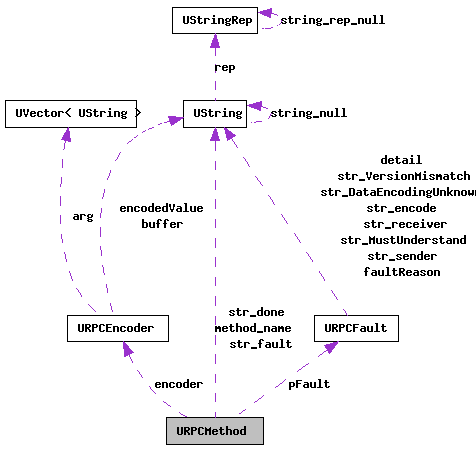 UStringRep
string_rep_null
rep
UVector< UString >
UString
string_null
arg
encodedValue
buffer
detail
str_VersionMismatch
str_DataEncodingUnknown
str_encode
str_receiver
str_MustUnderstand
str_sender
faultReason
str_done
method_name
str_fault
URPCEncoder
URPCFault
encoder
pFault
URPCMethod